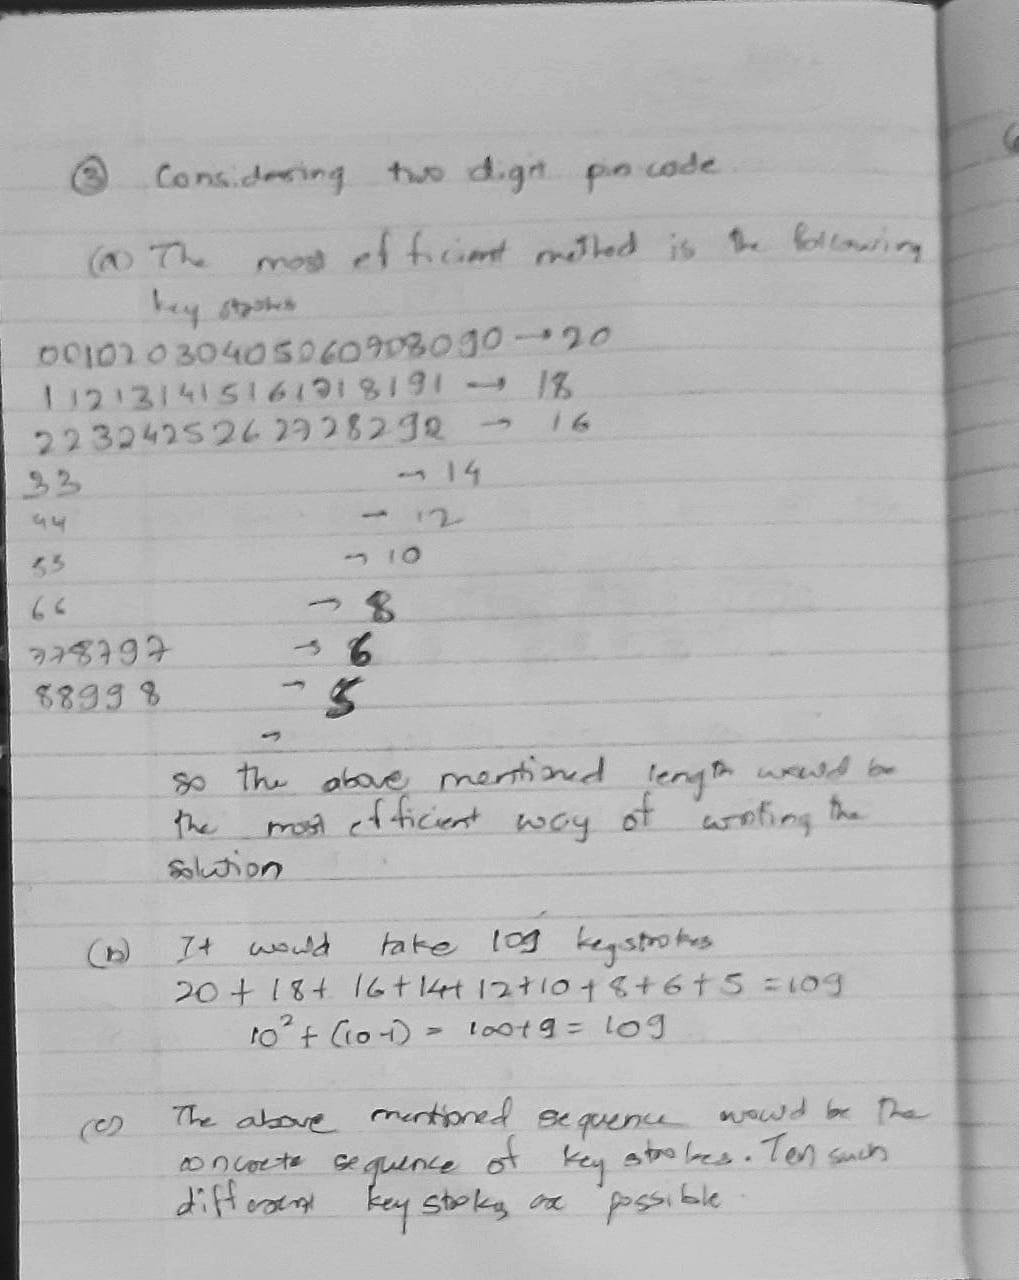 ③ Considering two digit pin code.
(a) The most efficient method is the following
key strokes
00102030405060908090 → 20
112131415161718191 → 18
2232425262728292 → 16
33 → 14
44 → 12
55 → 10
66 → 8
778797 → 6
88998 → 5
→
so the above mentioned length would be
the most efficient way of writing the
solution
(b) It would take 109 keystrokes
20 + 18 + 16 + 14 + 12 + 10 + 8 + 6 + 5 = 109
10² + (10-1) = 100+9 = 109
(c) The above mentioned sequence would be the
concrete sequence of key strokes. Ten such
different key stokes are possible.